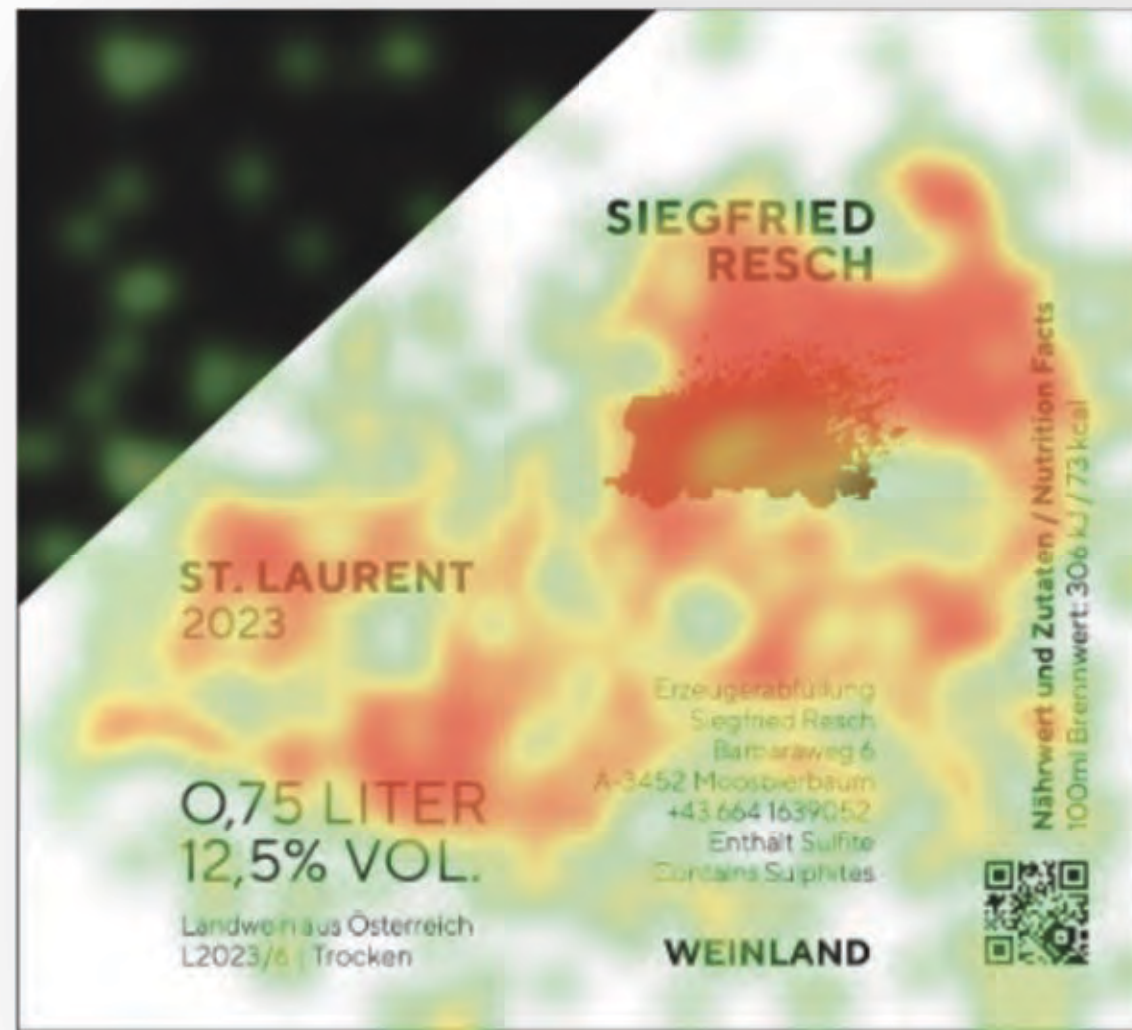 SIEGFRIED
RESCH
ST. LAURENT
2023
0,75 LITER
12,5% VOL.
Landwein aus Österreich
L2023/6 | Trocken
Erzeugerabfüllung
Siegfried Resch
Barbaraweg 6
A-3452 Moosbierbaum
+43 664 1639052
Enthält Sulfite
Contains Sulphites
WEINLAND
Nährwert und Zutaten / Nutrition Facts
100ml Brennwert: 306 kJ / 73 kcal